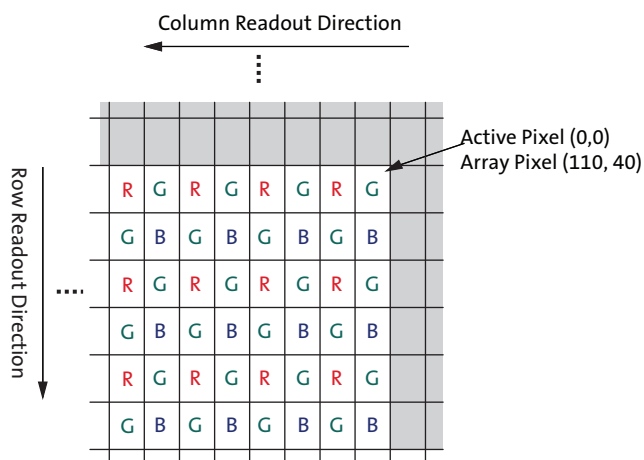 Column Readout Direction
Active Pixel (0,0)
Array Pixel (110, 40)
Row Readout Direction
R G R G R G R G
G B G B G B G B
R G R G R G R G
G B G B G B G B
R G R G R G R G
G B G B G B G B